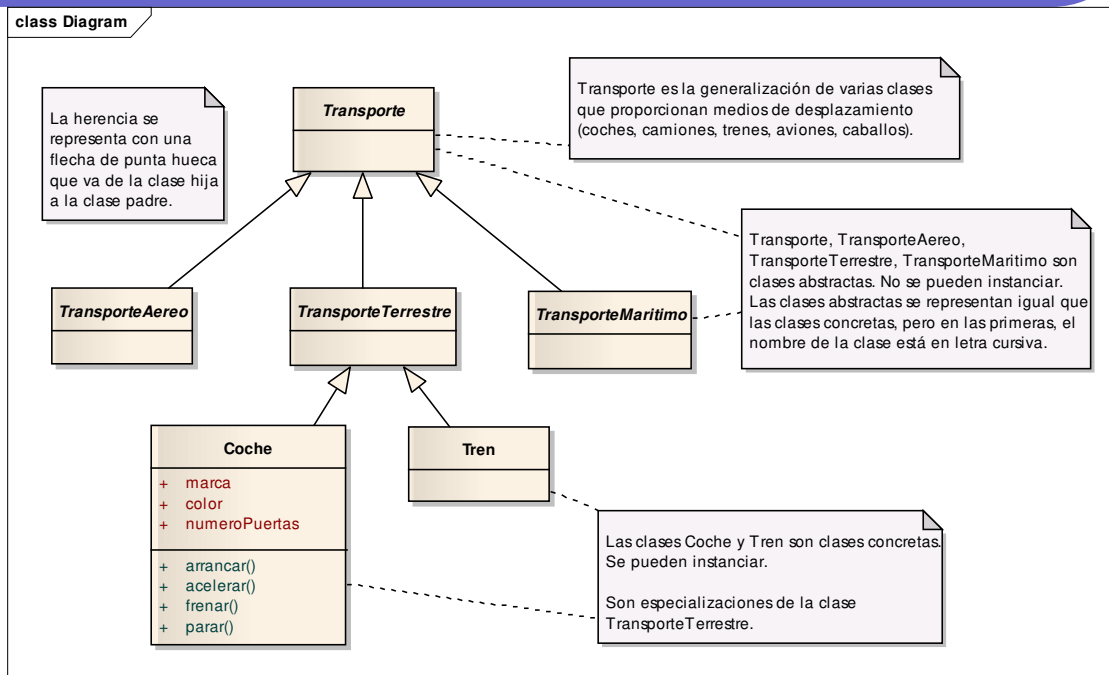 class Diagram
La herencia se
representa con una
flecha de punta hueca
que va de la clase hija
a la clase padre.
Transporte
Transporte es la generalización de varias clases
que proporcionan medios de desplazamiento
(coches, camiones, trenes, aviones, caballos).
Transporte, TransporteAereo,
TransporteTerrestre, TransporteMaritimo son
clases abstractas. No se pueden instanciar.
Las clases abstractas se representan igual que
las clases concretas, pero en las primeras, el
nombre de la clase está en letra cursiva.
TransporteAereo
TransporteTerrestre
TransporteMaritimo
Coche
+ marca
+ color
+ numeroPuertas
+ arrancar()
+ acelerar()
+ frenar()
+ parar()
Tren
Las clases Coche y Tren son clases concretas.
Se pueden instanciar.
Son especializaciones de la clase
TransporteTerrestre.